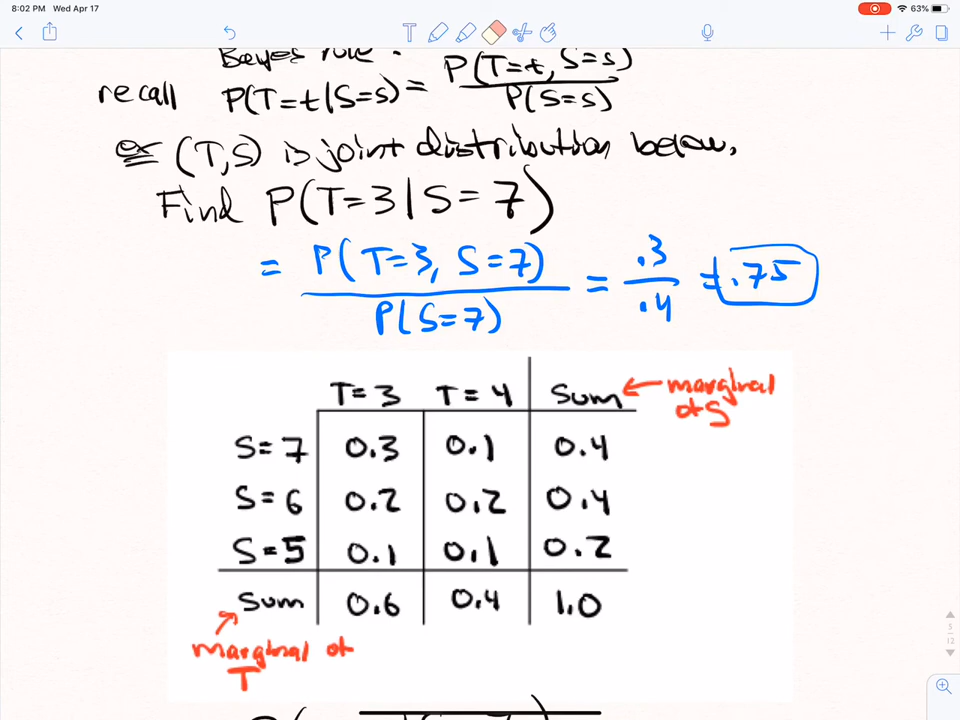 8:02 PM Wed Apr 17
63%
Bayes rule.
recall P(T=t|S=s) = P(T=t, S=s)
P(S=s)
ex (T,S) is joint distribution below.
Find P(T=3|S=7)
= P(T=3, S=7) = .3 = .75
P(S=7) .4
T=3 T=4 Sum ← marginal of S
S=7 0.3 0.1 0.4
S=6 0.2 0.2 0.4
S=5 0.1 0.1 0.2
Sum 0.6 0.4 1.0
marginal of
T
5
12